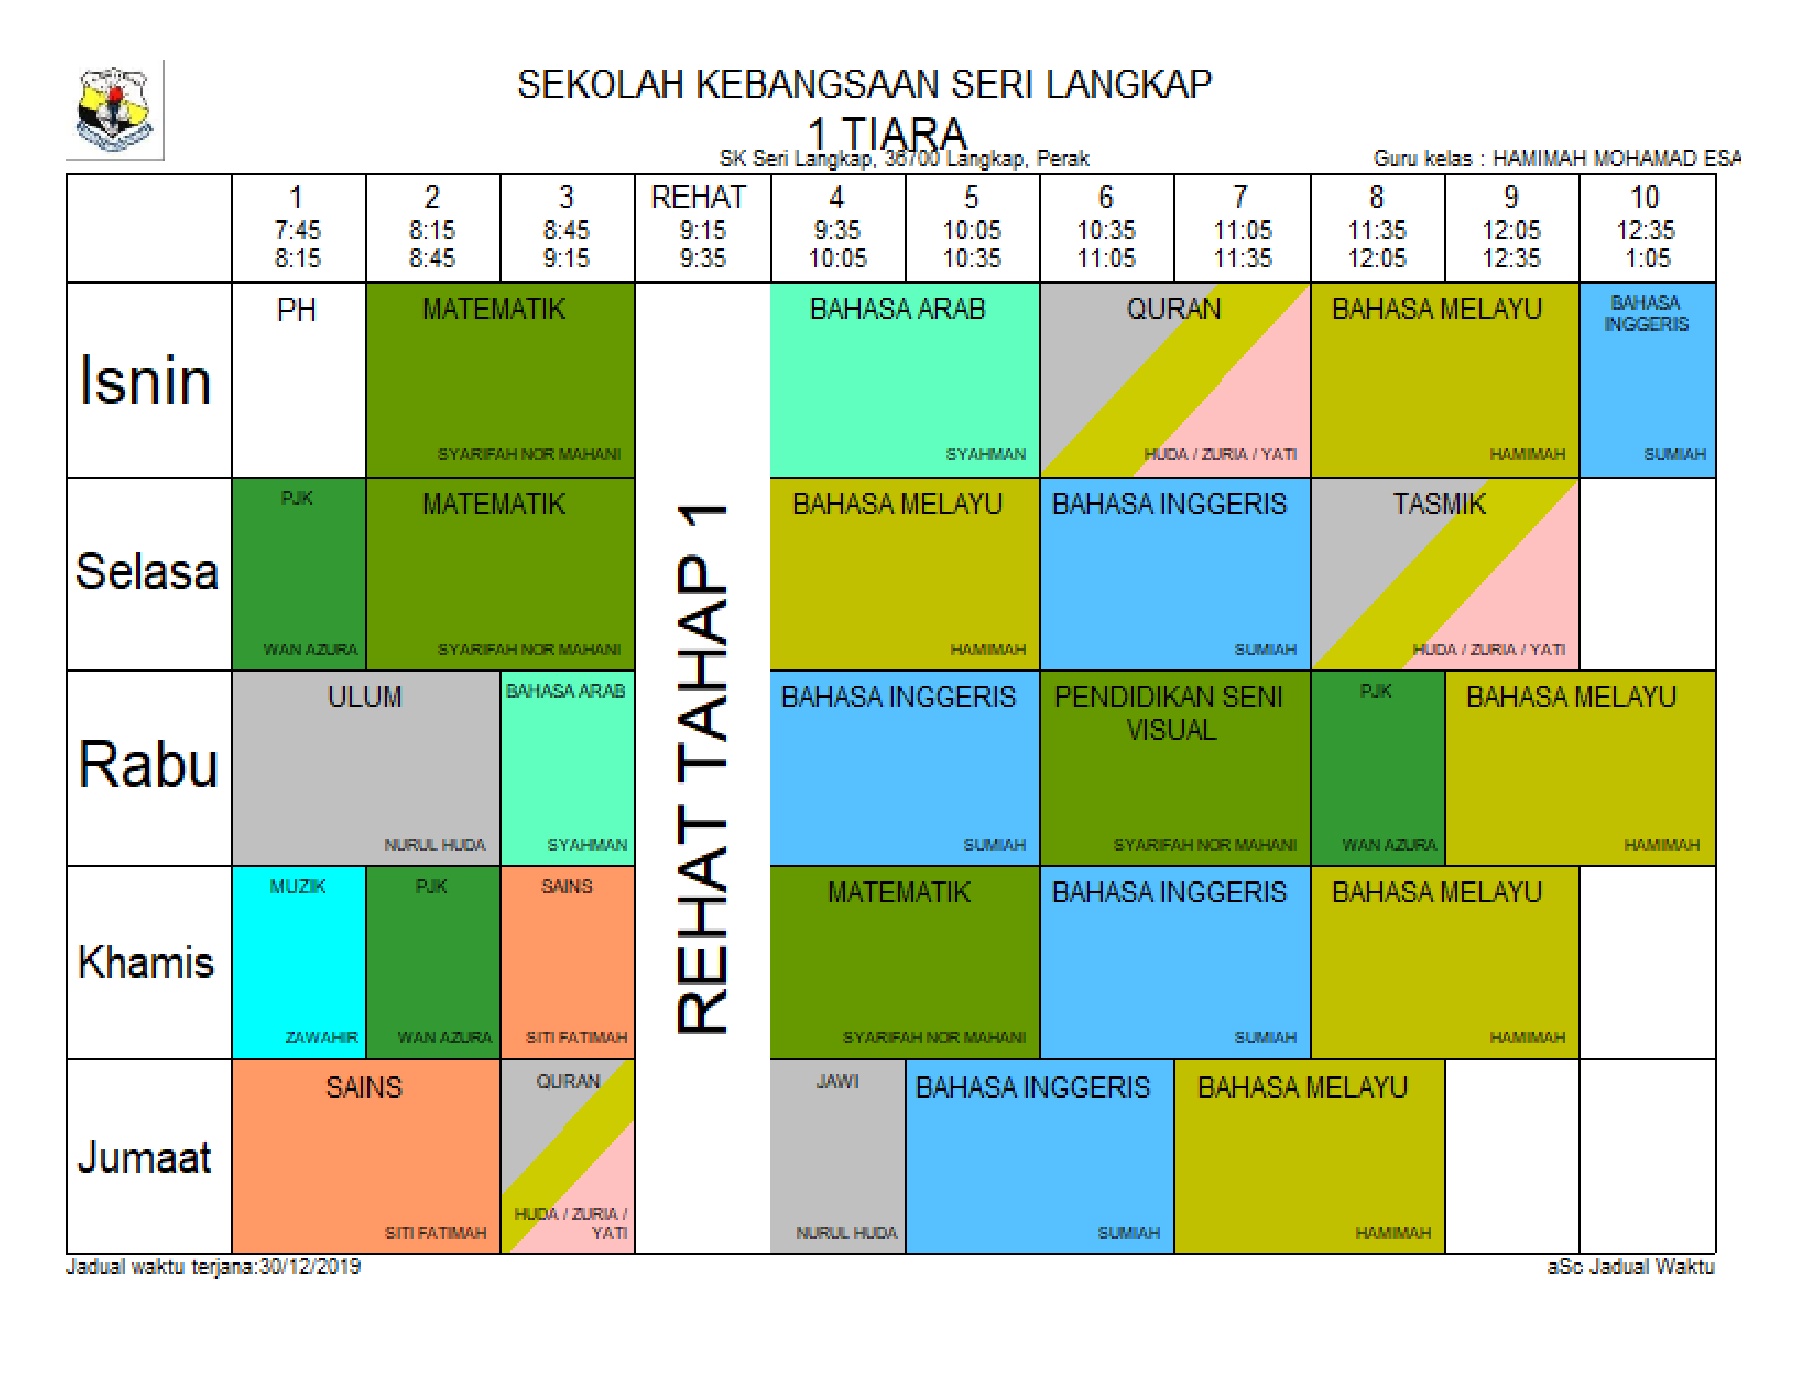 SEKOLAH KEBANGSAAN SERI LANGKAP
1 TIARA
SK Seri Langkap, 36700 Langkap, Perak
Guru kelas : HAMIMAH MOHAMAD ESA
1 2 3 REHAT 4 5 6 7 8 9 10
7:45 8:15 8:45 9:15 9:35 10:05 10:35 11:05 11:35 12:05 12:35
8:15 8:45 9:15 9:35 10:05 10:35 11:05 11:35 12:05 12:35 1:05
Isnin
PH
MATEMATIK
SYARIFAH NOR MAHANI
BAHASA ARAB
SYAHMAN
QURAN
HUDA / ZURIA / YATI
BAHASA MELAYU
HAMIMAH
BAHASA
INGGERIS
SUMIAH
REHAT TAHAP 1
Selasa
PJK
WAN AZURA
MATEMATIK
SYARIFAH NOR MAHANI
BAHASA MELAYU
HAMIMAH
BAHASA INGGERIS
SUMIAH
TASMIK
HUDA / ZURIA / YATI
Rabu
ULUM
NURUL HUDA
BAHASA ARAB
SYAHMAN
BAHASA INGGERIS
SUMIAH
PENDIDIKAN SENI
VISUAL
SYARIFAH NOR MAHANI
PJK
WAN AZURA
BAHASA MELAYU
HAMIMAH
Khamis
MUZIK
ZAWAHIR
PJK
WAN AZURA
SAINS
SITI FATIMAH
MATEMATIK
SYARIFAH NOR MAHANI
BAHASA INGGERIS
SUMIAH
BAHASA MELAYU
HAMIMAH
Jumaat
SAINS
SITI FATIMAH
QURAN
HUDA / ZURIA /
YATI
JAWI
NURUL HUDA
BAHASA INGGERIS
SUMIAH
BAHASA MELAYU
HAMIMAH
Jadual waktu terjana:30/12/2019
aSc Jadual Waktu